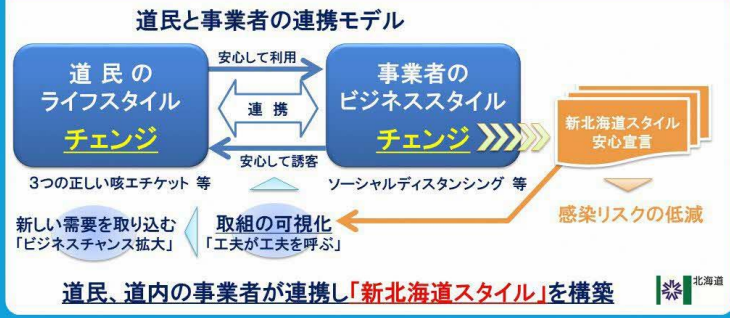 道民と事業者の連携モデル
道民の
ライフスタイル
チェンジ
安心して利用
連携
安心して誘客
事業者の
ビジネススタイル
チェンジ
新北海道スタイル
安心宣言
3つの正しい咳エチケット 等
ソーシャルディスタンシング 等
感染リスクの低減
新しい需要を取り込む
「ビジネスチャンス拡大」
取組の可視化
「工夫が工夫を呼ぶ」
道民、道内の事業者が連携し「新北海道スタイル」を構築
北海道